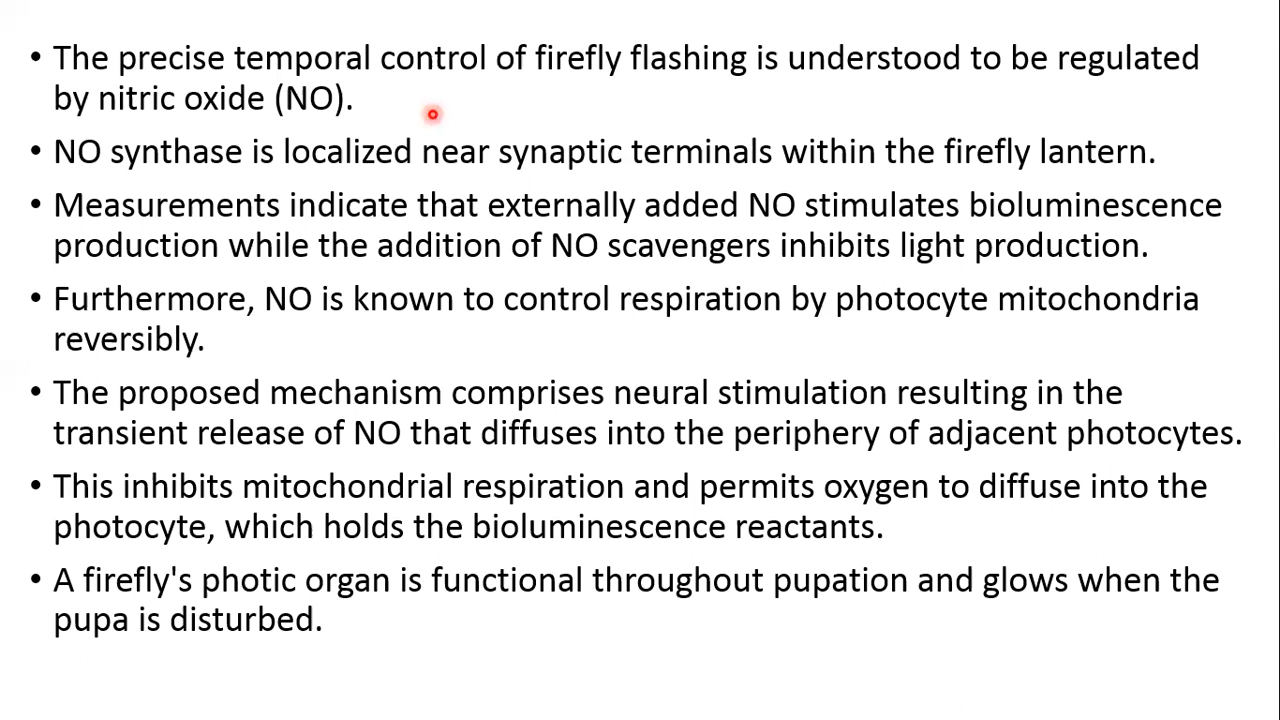 • The precise temporal control of firefly flashing is understood to be regulated
by nitric oxide (NO).
• NO synthase is localized near synaptic terminals within the firefly lantern.
• Measurements indicate that externally added NO stimulates bioluminescence
production while the addition of NO scavengers inhibits light production.
• Furthermore, NO is known to control respiration by photocyte mitochondria
reversibly.
• The proposed mechanism comprises neural stimulation resulting in the
transient release of NO that diffuses into the periphery of adjacent photocytes.
• This inhibits mitochondrial respiration and permits oxygen to diffuse into the
photocyte, which holds the bioluminescence reactants.
• A firefly's photic organ is functional throughout pupation and glows when the
pupa is disturbed.